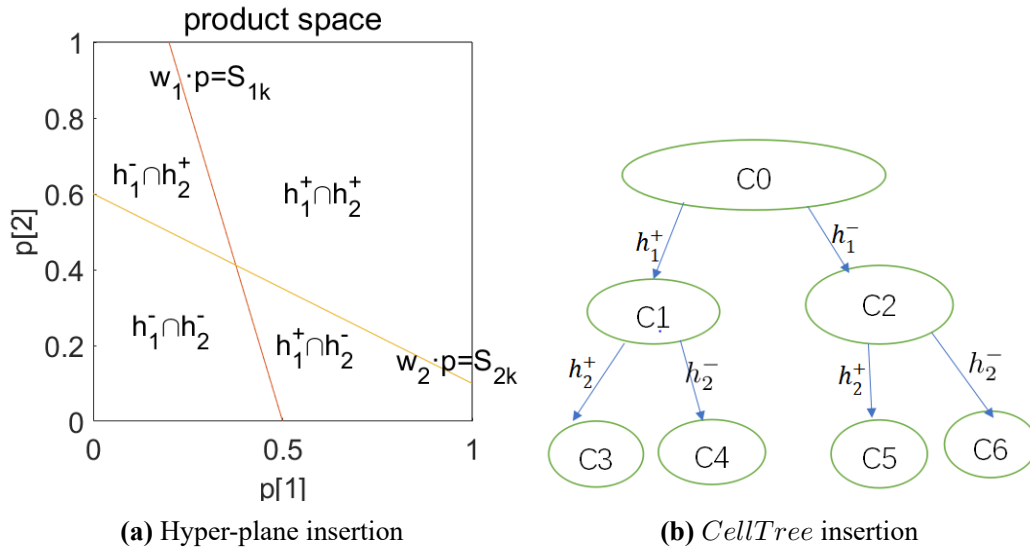 product space
1
w₁·p=S₁ₖ
0.8
h₁⁻∩h₂⁺
h₁⁺∩h₂⁺
0.6
p[2]
0.4
h₁⁻∩h₂⁻
h₁⁺∩h₂⁻
0.2
w₂·p=S₂ₖ
0
0 0.5 1
p[1]
(a) Hyper-plane insertion
C0
h₁⁺ h₁⁻
C1 C2
h₂⁺ h₂⁻ h₂⁺ h₂⁻
C3 C4 C5 C6
(b) CellTree insertion